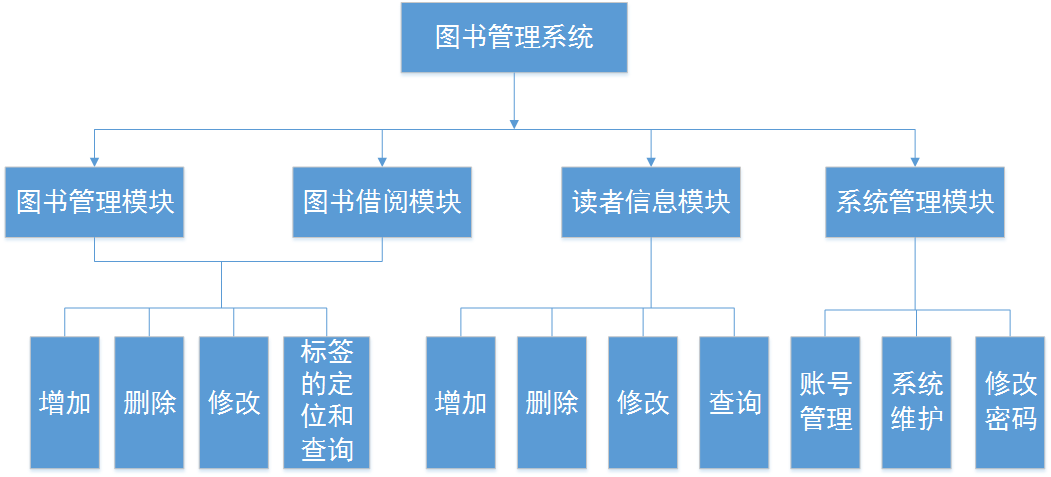 图书管理系统
图书管理模块
图书借阅模块
读者信息模块
系统管理模块
增加
删除
修改
标签
的定
位和
查询
增加
删除
修改
查询
账号
管理
系统
维护
修改
密码